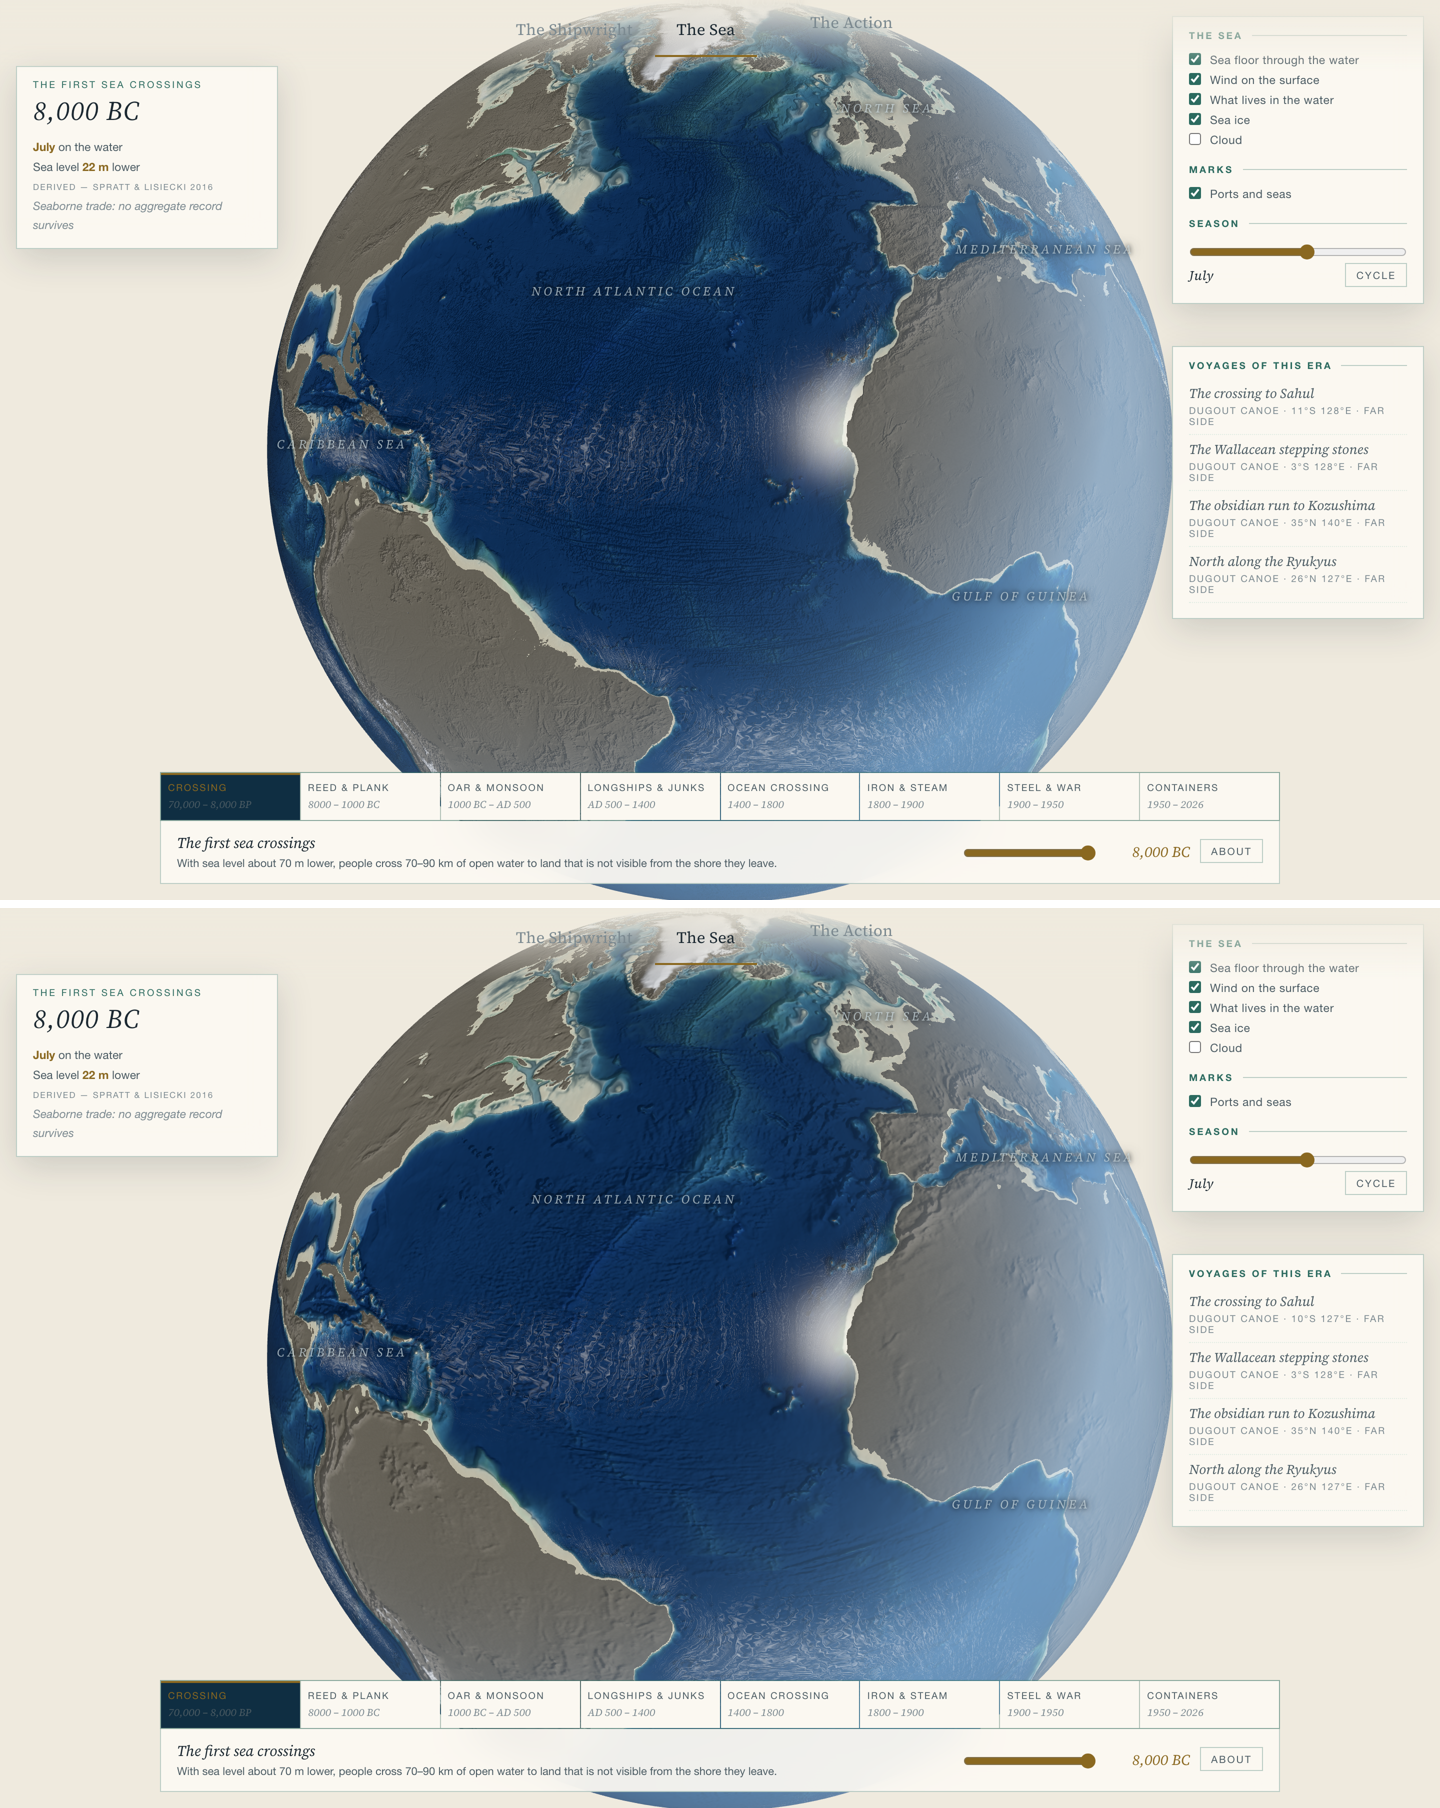 The Shipwright
The Sea
The Action
THE FIRST SEA CROSSINGS
8,000 BC
July on the water
Sea level 22 m lower
DERIVED — SPRATT & LISIECKI 2016
Seaborne trade: no aggregate record
survives
THE SEA
Sea floor through the water
Wind on the surface
What lives in the water
Sea ice
Cloud
MARKS
Ports and seas
SEASON
July
CYCLE
VOYAGES OF THIS ERA
The crossing to Sahul
DUGOUT CANOE · 11°S 128°E · FAR
SIDE
The Wallacean stepping stones
DUGOUT CANOE · 3°S 128°E · FAR
SIDE
The obsidian run to Kozushima
DUGOUT CANOE · 35°N 140°E · FAR
SIDE
North along the Ryukyus
DUGOUT CANOE · 26°N 127°E · FAR
SIDE
NORTH SEA
MEDITERRANEAN SEA
NORTH ATLANTIC OCEAN
CARIBBEAN SEA
GULF OF GUINEA
CROSSING
70,000 – 8,000 BP
REED & PLANK
8000 – 1000 BC
OAR & MONSOON
1000 BC – AD 500
LONGSHIPS & JUNKS
AD 500 – 1400
OCEAN CROSSING
1400 – 1800
IRON & STEAM
1800 – 1900
STEEL & WAR
1900 – 1950
CONTAINERS
1950 – 2026
The first sea crossings
With sea level about 70 m lower, people cross 70–90 km of open water to land that is not visible from the shore they leave.
8,000 BC
ABOUT
The Shipwright
The Sea
The Action
THE FIRST SEA CROSSINGS
8,000 BC
July on the water
Sea level 22 m lower
DERIVED — SPRATT & LISIECKI 2016
Seaborne trade: no aggregate record
survives
THE SEA
Sea floor through the water
Wind on the surface
What lives in the water
Sea ice
Cloud
MARKS
Ports and seas
SEASON
July
CYCLE
VOYAGES OF THIS ERA
The crossing to Sahul
DUGOUT CANOE · 10°S 127°E · FAR
SIDE
The Wallacean stepping stones
DUGOUT CANOE · 3°S 128°E · FAR
SIDE
The obsidian run to Kozushima
DUGOUT CANOE · 35°N 140°E · FAR
SIDE
North along the Ryukyus
DUGOUT CANOE · 26°N 127°E · FAR
SIDE
NORTH SEA
MEDITERRANEAN SEA
NORTH ATLANTIC OCEAN
CARIBBEAN SEA
GULF OF GUINEA
CROSSING
70,000 – 8,000 BP
REED & PLANK
8000 – 1000 BC
OAR & MONSOON
1000 BC – AD 500
LONGSHIPS & JUNKS
AD 500 – 1400
OCEAN CROSSING
1400 – 1800
IRON & STEAM
1800 – 1900
STEEL & WAR
1900 – 1950
CONTAINERS
1950 – 2026
The first sea crossings
With sea level about 70 m lower, people cross 70–90 km of open water to land that is not visible from the shore they leave.
8,000 BC
ABOUT